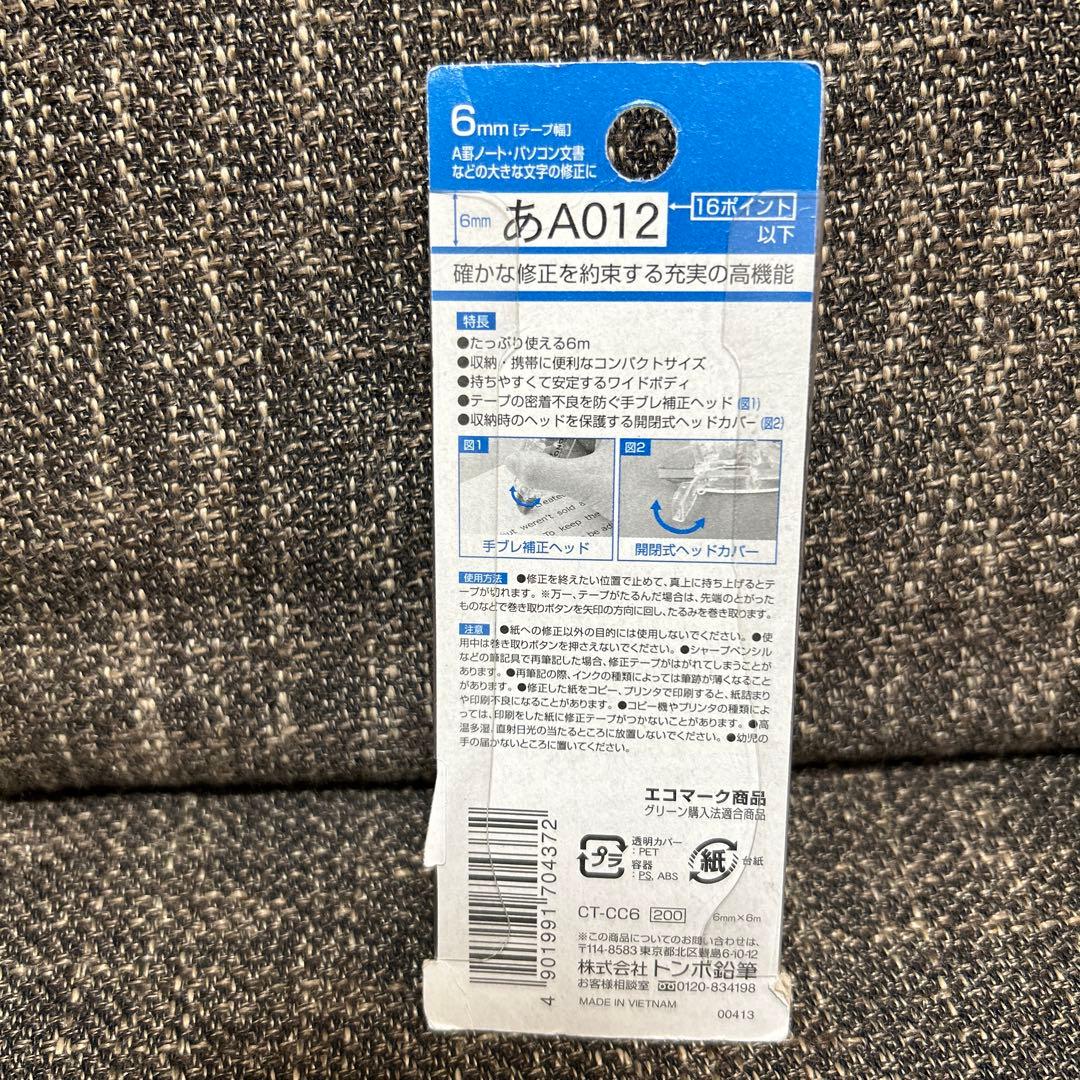 6mm [テープ幅]
A罫ノート・パソコン文書
などの大きな文字の修正に
6mm あA012 16ポイント
以下
確かな修正を約束する充実の高機能
特長
●たっぷり使える6m
●収納・携帯に便利なコンパクトサイズ
●持ちやすくて安定するワイドボディ
●テープの密着不良を防ぐ手ブレ補正ヘッド(図1)
●収納時のヘッドを保護する開閉式ヘッドカバー(図2)
図1
図2
weren't sold
To keep the
be
手ブレ補正ヘッド
開閉式ヘッドカバー
使用方法 ●修正を終えたい位置で止めて、真上に持ち上げるとテ
ープが切れます。※万一、テープがたるんだ場合は、先端のとがった
ものなどで巻き取りボタンを矢印の方向に回し、たるみを巻き取ります。
注意 ●紙への修正以外の目的には使用しないでください。●使
用中は巻き取りボタンを押さえないでください。●シャープペンシル
などの筆記具で再筆記した場合、修正テープがはがれてしまうことが
あります。●再筆記の際、インクの種類によっては筆跡が薄くなること
があります。●修正した紙をコピー、プリンタで印刷すると、紙詰まり
や印刷不良になることがあります。●コピー機やプリンタの種類によ
っては、印刷をした紙に修正テープがつかないことがあります。●高
温多湿、直射日光の当たるところに放置しないでください。●幼児の
手の届かないところに置いてください。
エコマーク商品
グリーン購入法適合商品
プラ
透明カバー
:PET
容器
:PS, ABS
紙
台紙
CT-CC6 200 6mm×6m
※この商品についてのお問い合わせは、
〒114-8583 東京都北区豊島6-10-12
株式会社トンボ鉛筆
お客様相談室 0120-834198
MADE IN VIETNAM
00413
4 901991 704372